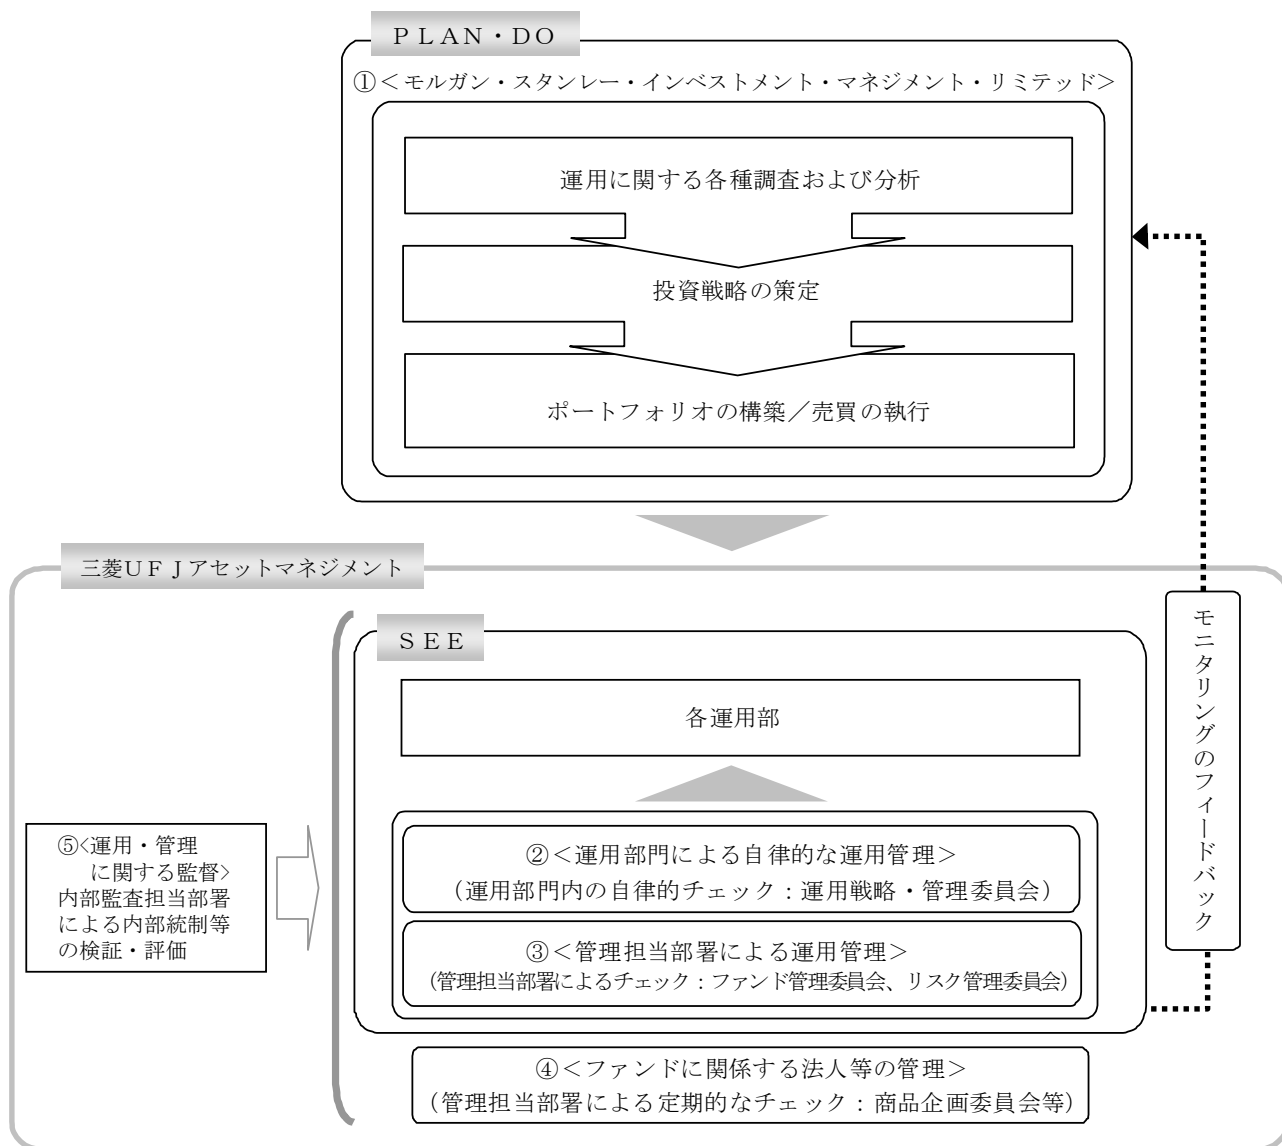 ＰＬＡＮ・ＤＯ
①＜モルガン・スタンレー・インベストメント・マネジメント・リミテッド＞
運用に関する各種調査および分析
投資戦略の策定
ポートフォリオの構築／売買の執行
三菱ＵＦＪアセットマネジメント
ＳＥＥ
各運用部
②＜運用部門による自律的な運用管理＞
（運用部門内の自律的チェック：運用戦略・管理委員会）
③＜管理担当部署による運用管理＞
(管理担当部署によるチェック：ファンド管理委員会、リスク管理委員会)
④＜ファンドに関係する法人等の管理＞
（管理担当部署による定期的なチェック：商品企画委員会等）
⑤<運用・管理
に関する監督>
内部監査担当部署
による内部統制等
の検証・評価
モニタリングのフィードバック